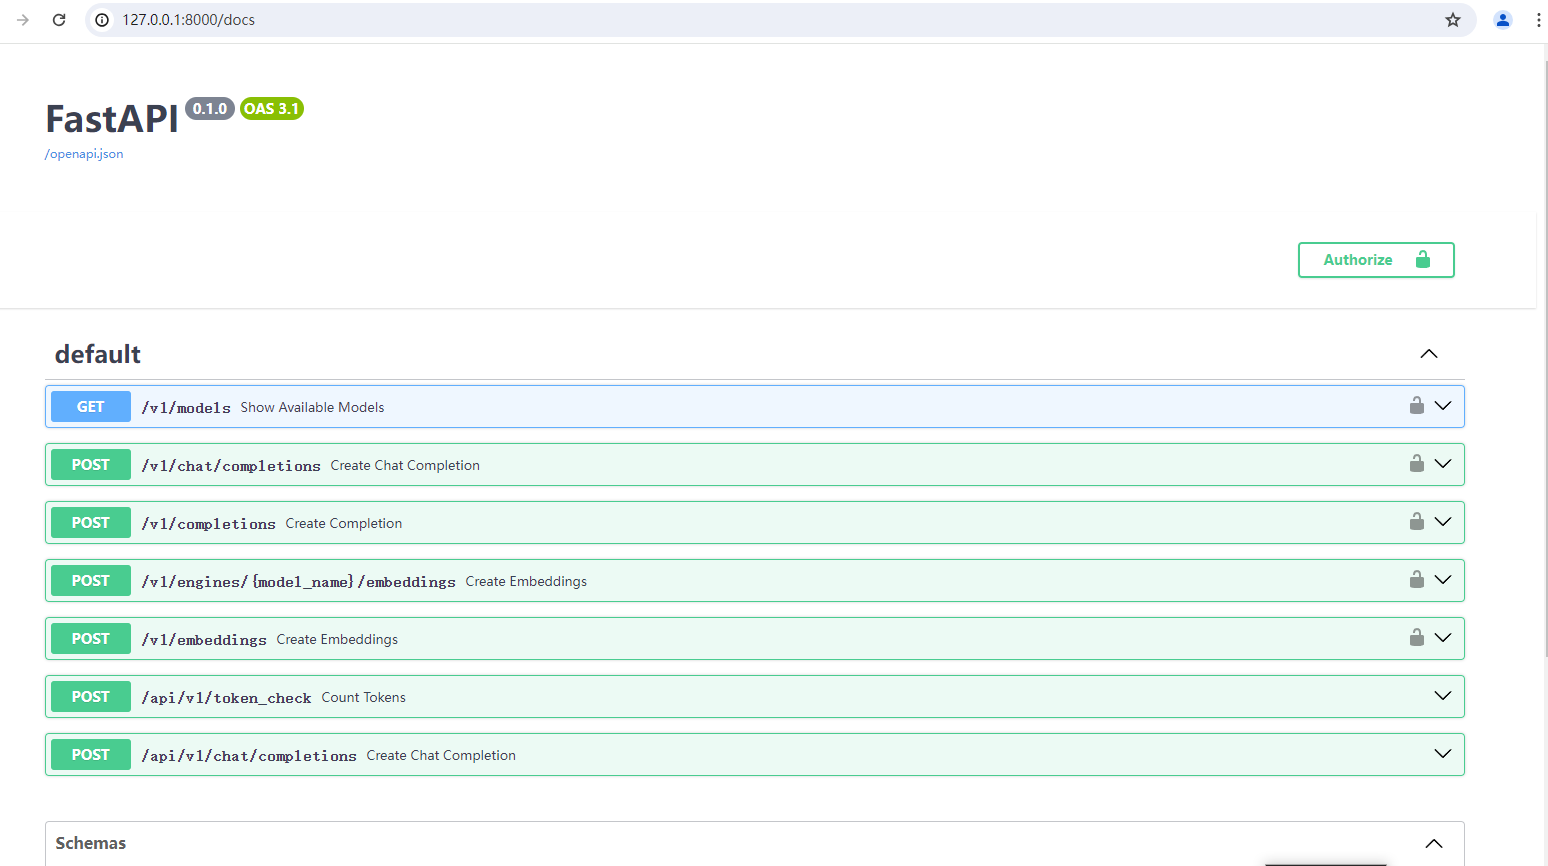 127.0.0.1:8000/docs
FastAPI 0.1.0 OAS 3.1
/openapi.json
Authorize
default
GET /v1/models Show Available Models
POST /v1/chat/completions Create Chat Completion
POST /v1/completions Create Completion
POST /v1/engines/{model_name}/embeddings Create Embeddings
POST /v1/embeddings Create Embeddings
POST /api/v1/token_check Count Tokens
POST /api/v1/chat/completions Create Chat Completion
Schemas